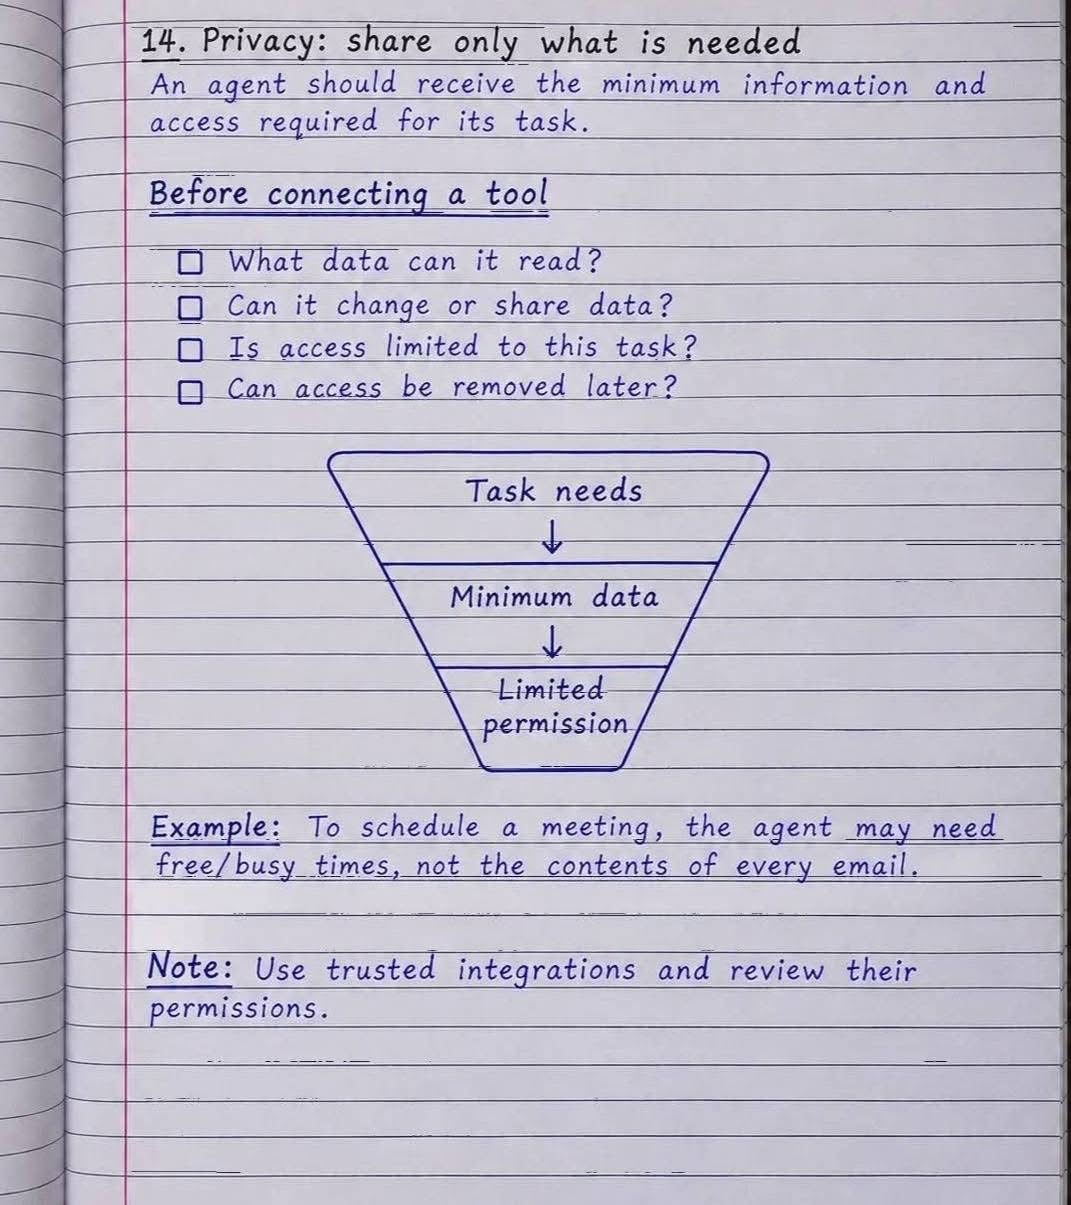 14. Privacy: share only what is needed
An agent should receive the minimum information and
access required for its task.
Before connecting a tool
☐ What data can it read?
☐ Can it change or share data?
☐ Is access limited to this task?
☐ Can access be removed later?
Task needs
↓
Minimum data
↓
Limited
permission
Example: To schedule a meeting, the agent may need
free/busy times, not the contents of every email.
Note: Use trusted integrations and review their
permissions.